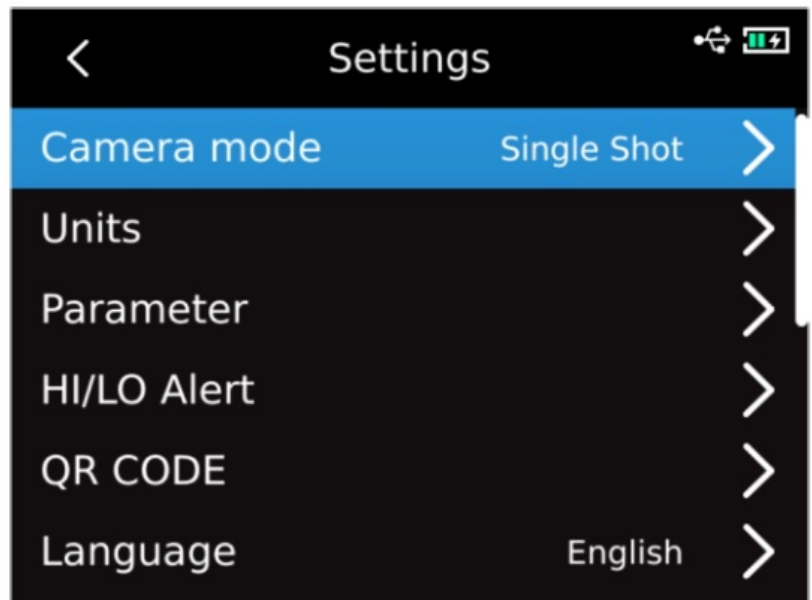 Settings
Camera mode Single Shot
Units
Parameter
HI/LO Alert
QR CODE
Language English